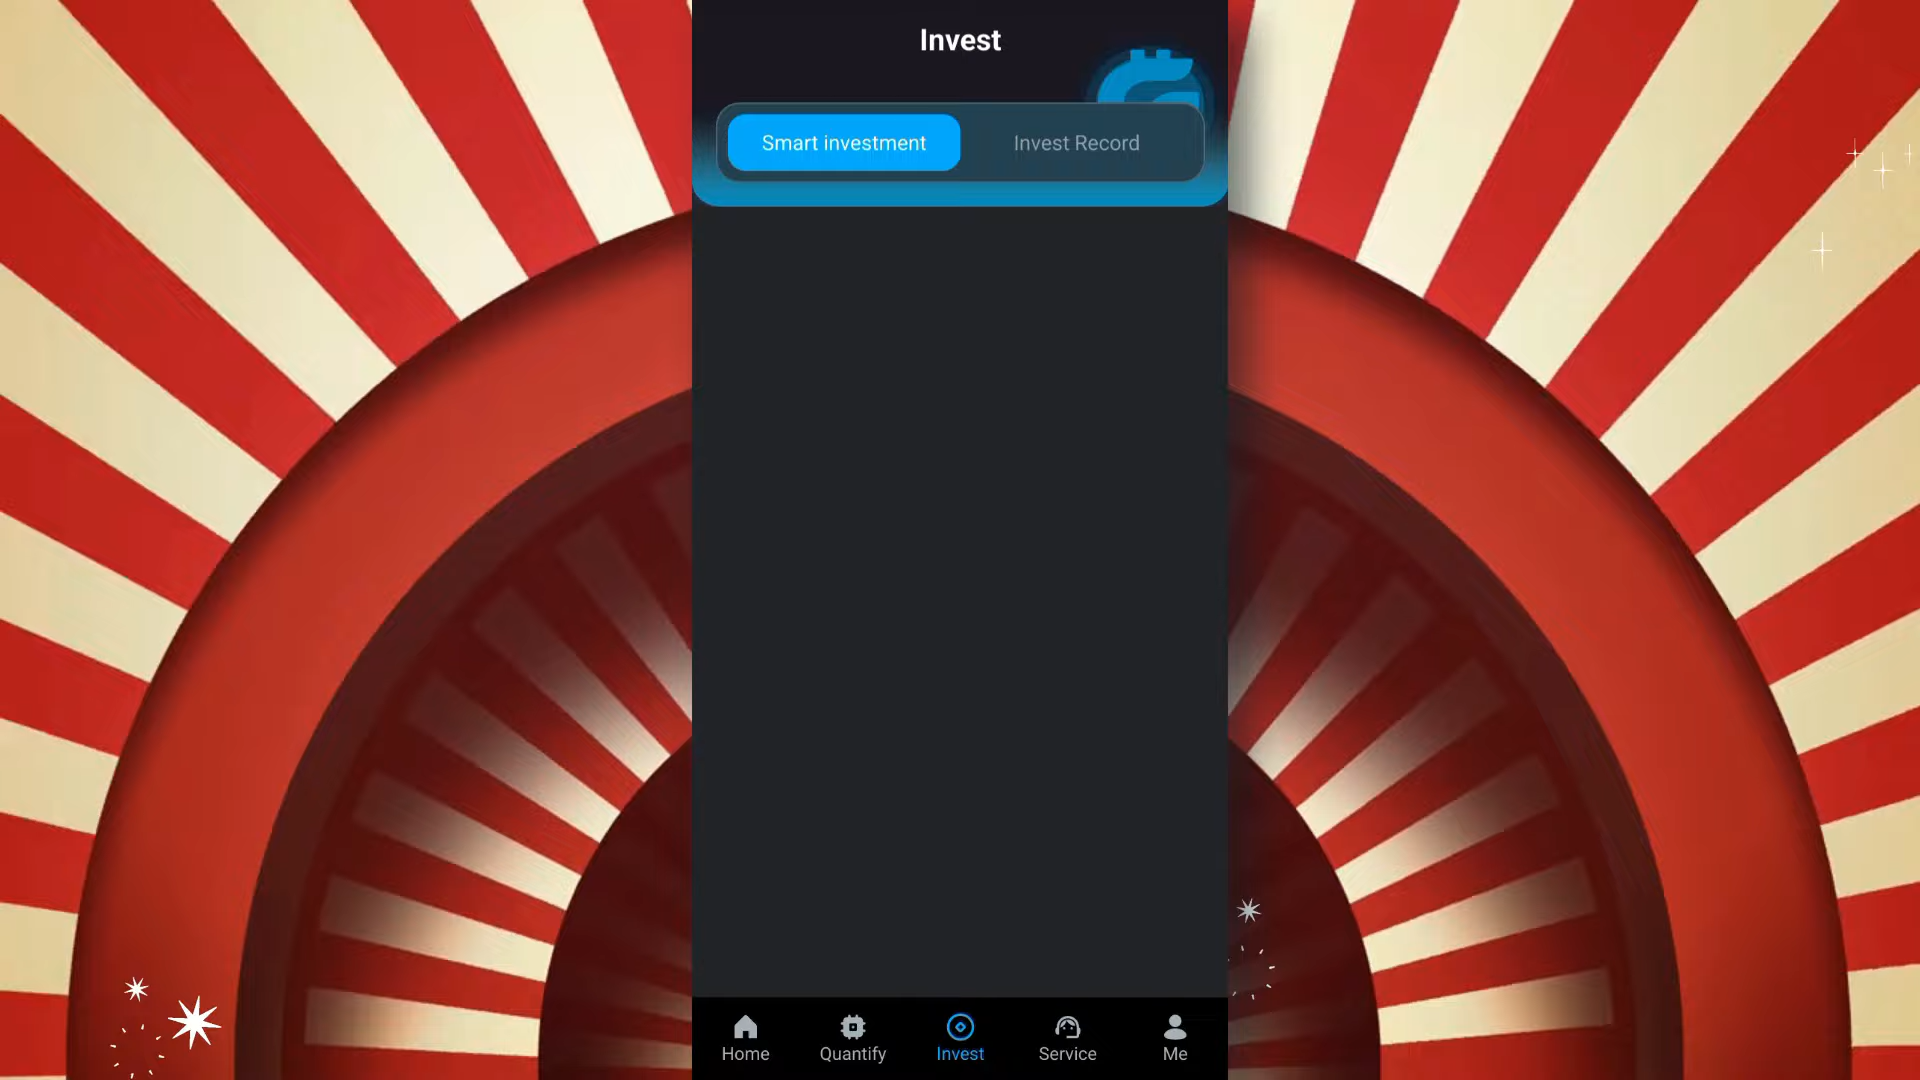 Invest
Smart investment
Invest Record
Home
Quantify
Invest
Service
Me